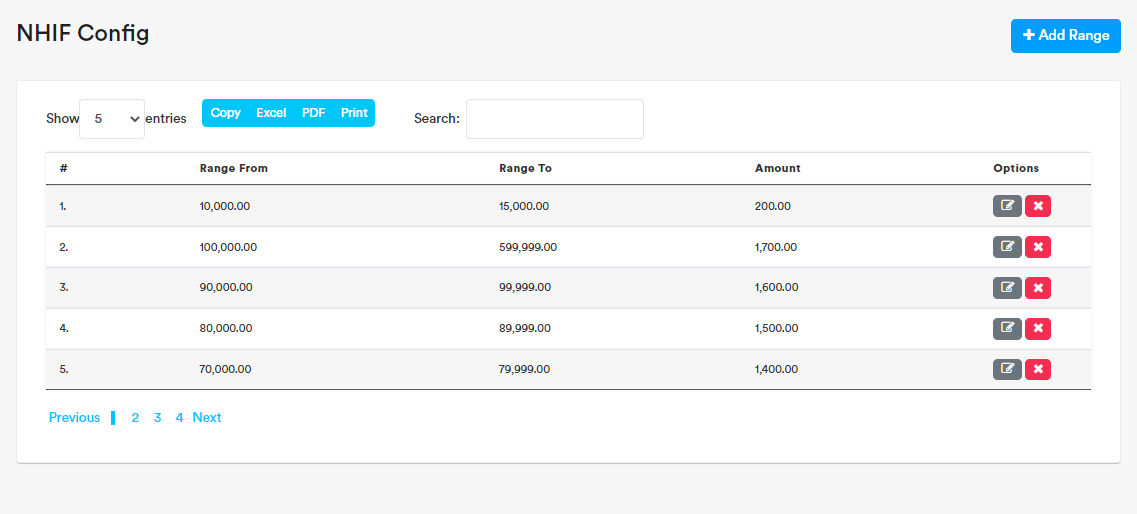 NHIF Config
Add Range
Show 5 entries Copy Excel PDF Print Search:
# Range From Range To Amount Options
1. 10,000.00 15,000.00 200.00
2. 100,000.00 599,999.00 1,700.00
3. 90,000.00 99,999.00 1,600.00
4. 80,000.00 89,999.00 1,500.00
5. 70,000.00 79,999.00 1,400.00
Previous 2 3 4 Next